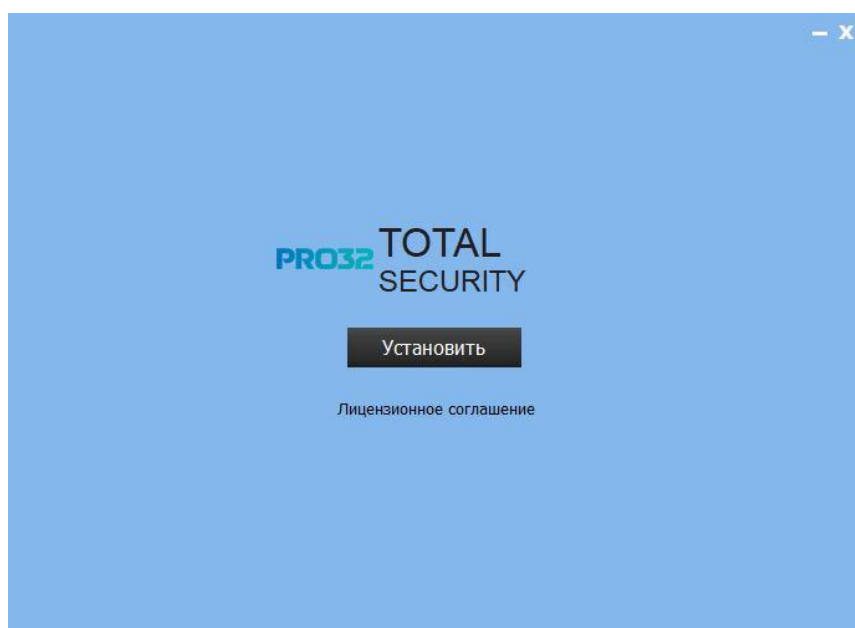 PRO32 TOTAL
SECURITY
Установить
Лицензионное соглашение